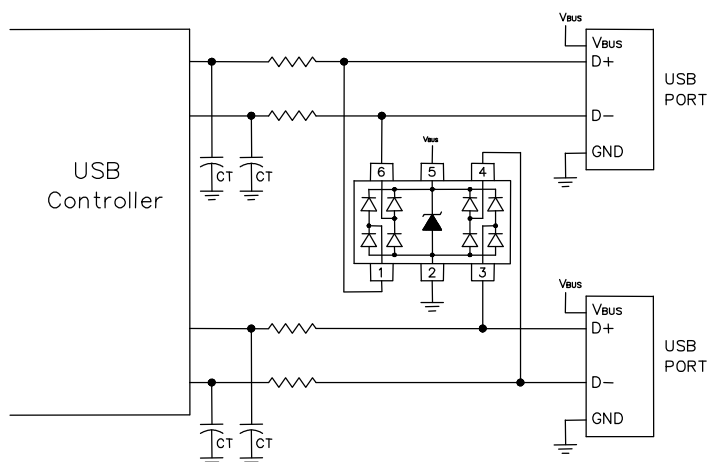 VBUS
VBUS
D+
USB
PORT
D−
GND
CT
CT
USB
Controller
VBUS
6
5
4
1
2
3
VBUS
VBUS
D+
USB
PORT
D−
GND
CT
CT